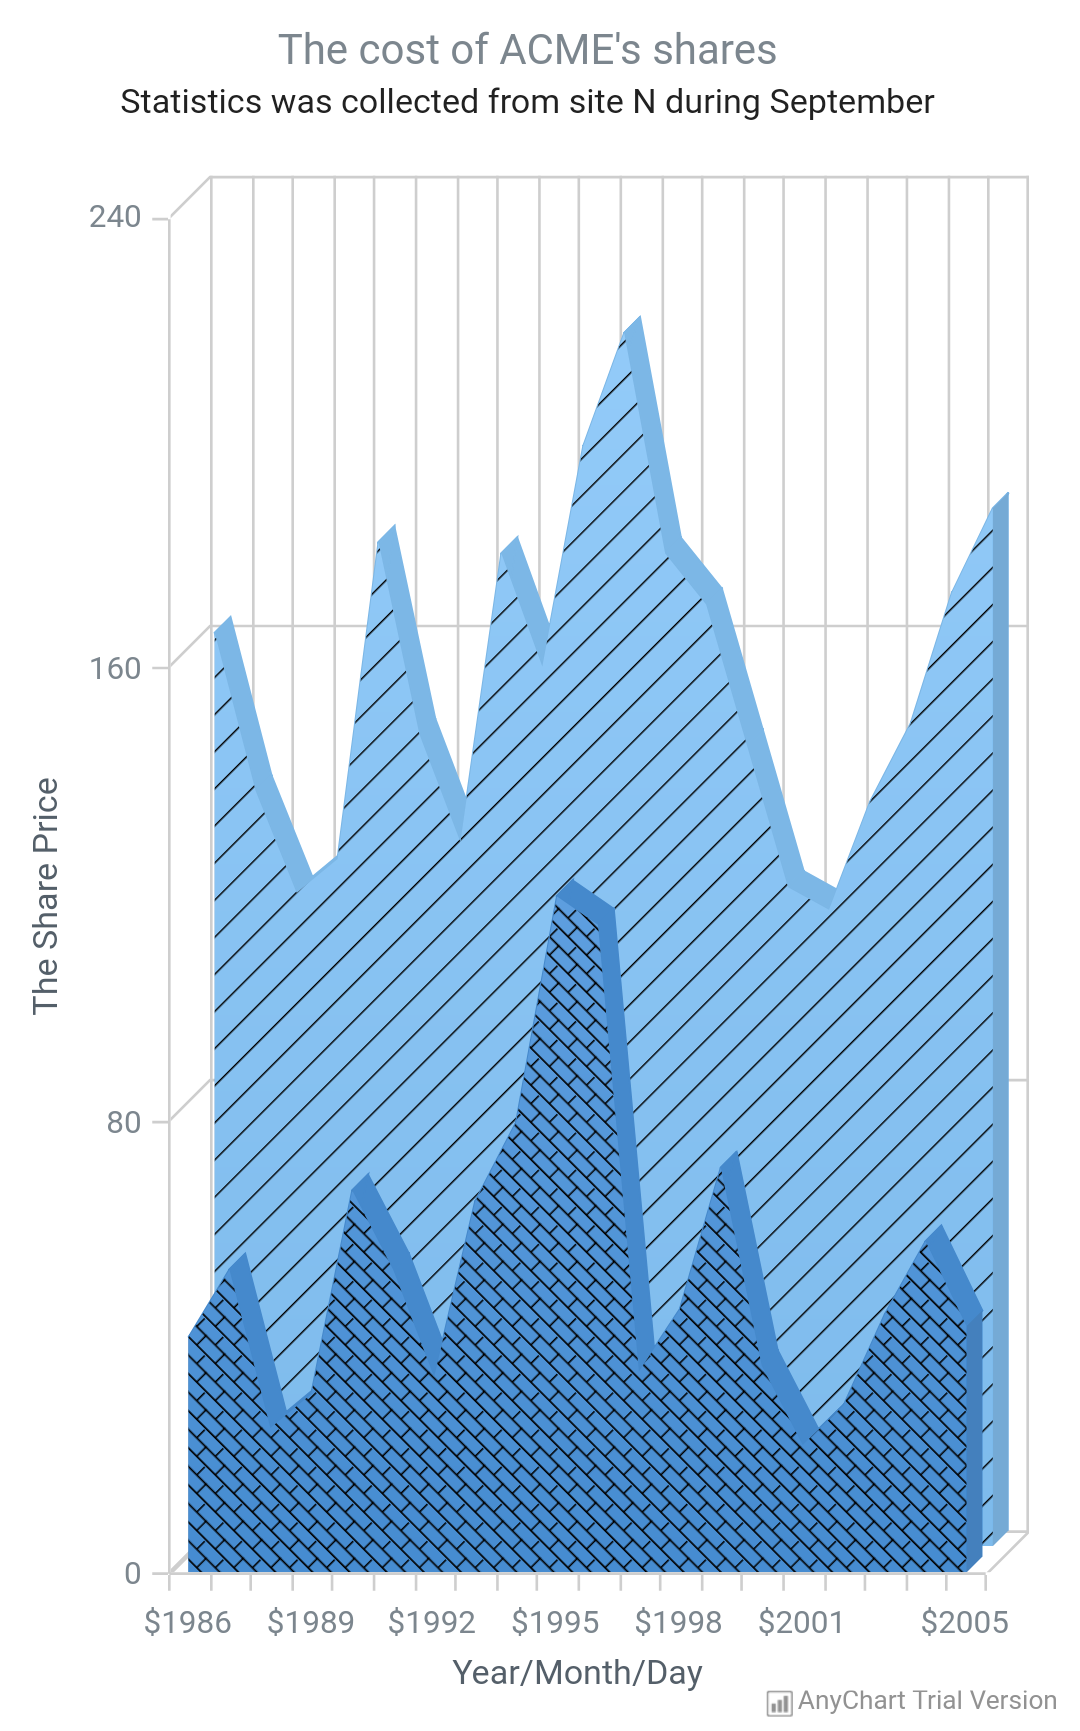 The cost of ACME's shares
Statistics was collected from site N during September
240
160
80
0
The Share Price
$1986 $1989 $1992 $1995 $1998 $2001 $2005
Year/Month/Day
AnyChart Trial Version